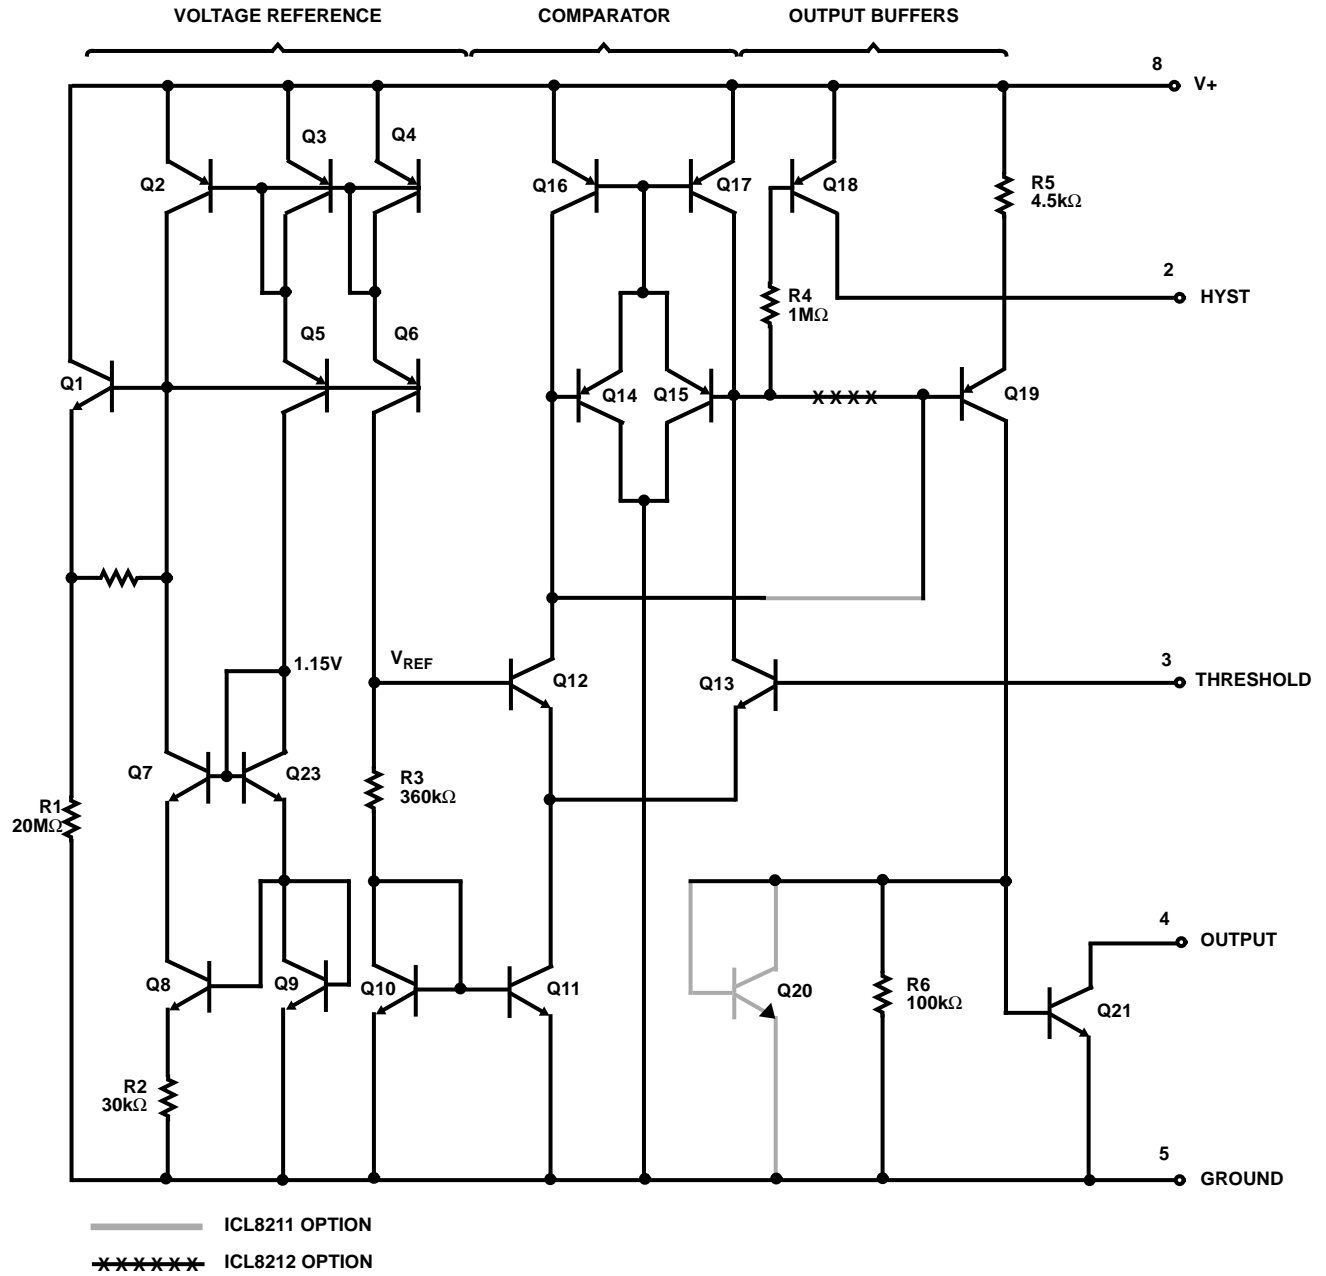 VOLTAGE REFERENCE
COMPARATOR
OUTPUT BUFFERS
8
V+
Q3
Q4
Q2
Q16
Q17
Q18
R5
4.5kΩ
2
HYST
R4
1MΩ
Q5
Q6
Q1
Q14
Q15
XXXX
Q19
1.15V
VREF
Q12
Q13
3
THRESHOLD
Q7
Q23
R3
360kΩ
R1
20MΩ
4
OUTPUT
Q8
Q9
Q10
Q11
Q20
R6
100kΩ
Q21
R2
30kΩ
5
GROUND
ICL8211 OPTION
XXXXXX ICL8212 OPTION